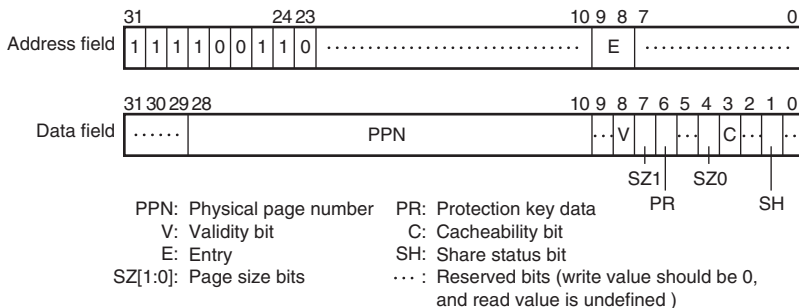 31 24 23 10 9 8 7 0
Address field 1 1 1 1 0 0 1 1 0 ⋯ E ⋯
31 30 29 28 10 9 8 7 6 5 4 3 2 1 0
Data field ⋯ PPN ⋯ V ⋯ C ⋯ ⋯
SZ1 SZ0
PR SH
PPN: Physical page number PR: Protection key data
V: Validity bit C: Cacheability bit
E: Entry SH: Share status bit
SZ[1:0]: Page size bits ⋯ : Reserved bits (write value should be 0,
and read value is undefined )